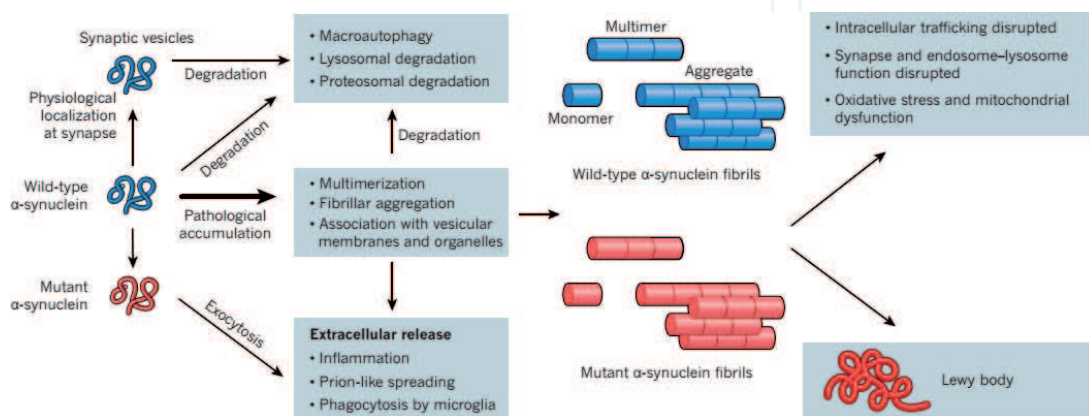 Synaptic vesicles
Degradation
Physiological
localization
at synapse
Degradation
Wild-type
α-synuclein
Pathological
accumulation
Mutant
α-synuclein
Exocytosis
• Macroautophagy
• Lysosomal degradation
• Proteosomal degradation
Degradation
• Multimerization
• Fibrillar aggregation
• Association with vesicular
membranes and organelles
Extracellular release
• Inflammation
• Prion-like spreading
• Phagocytosis by microglia
Multimer
Aggregate
Monomer
Wild-type α-synuclein fibrils
Mutant α-synuclein fibrils
• Intracellular trafficking disrupted
• Synapse and endosome–lysosome
function disrupted
• Oxidative stress and mitochondrial
dysfunction
Lewy body